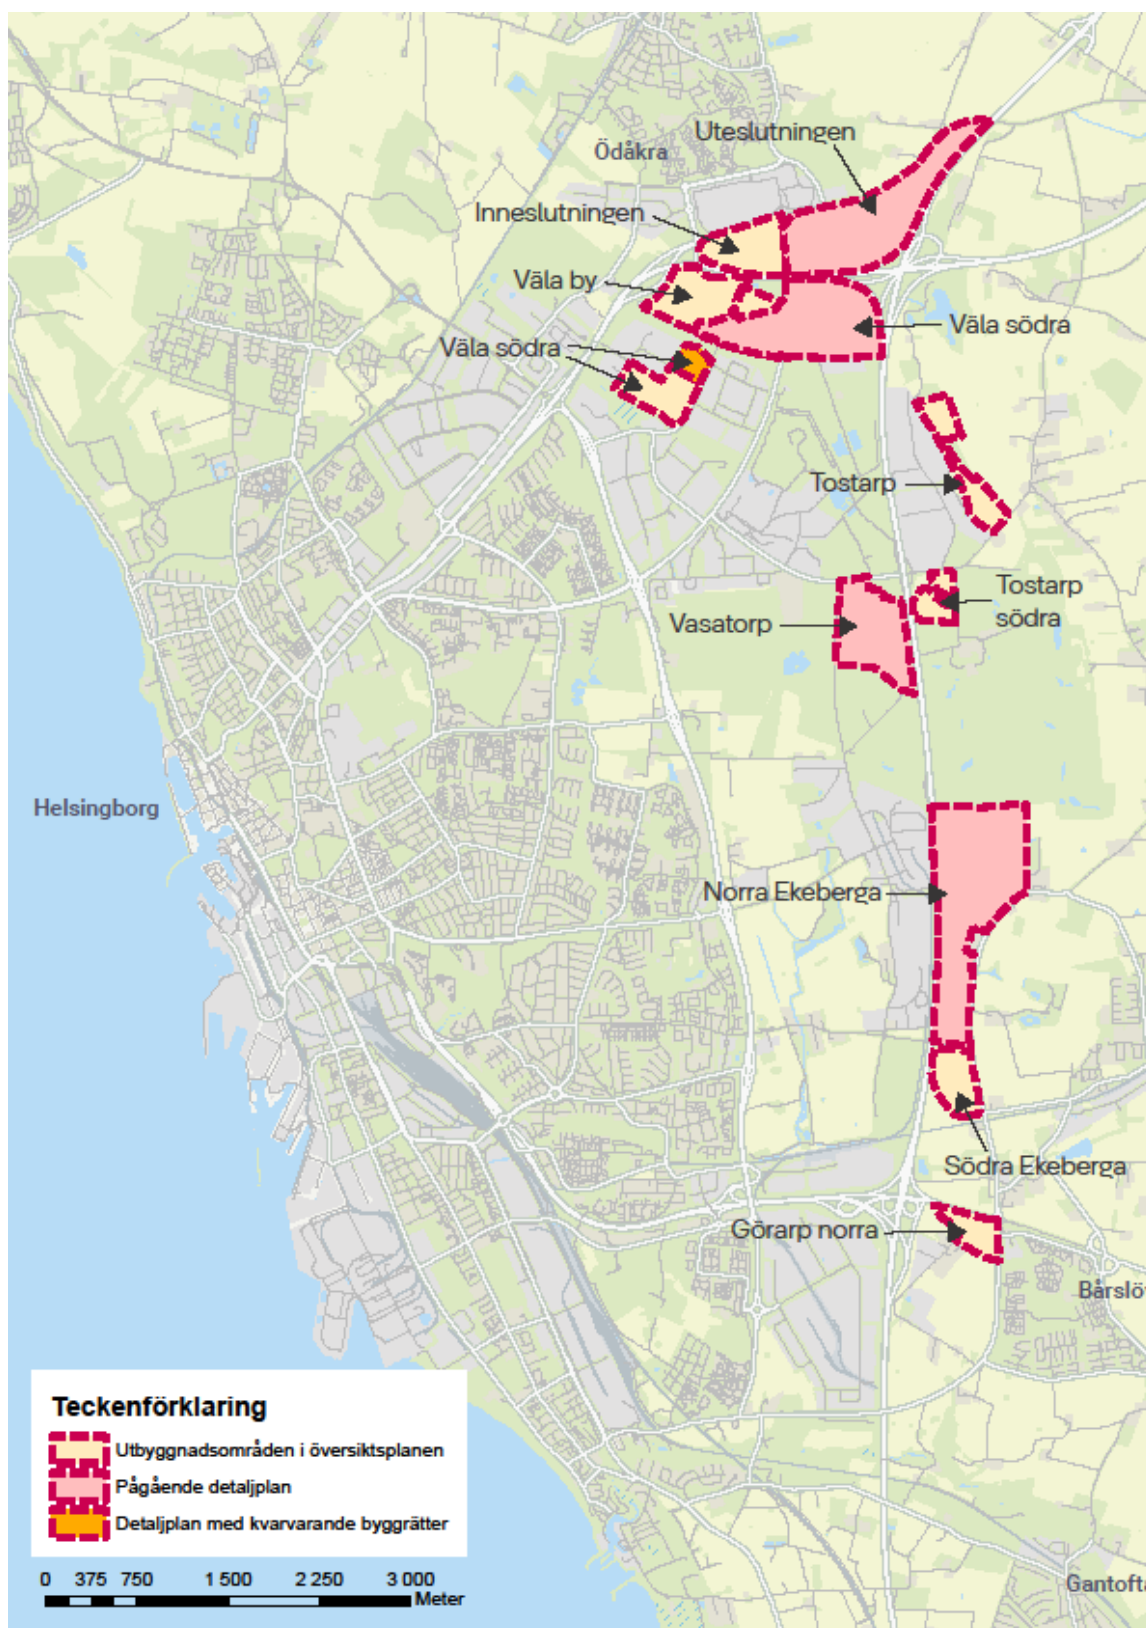 Uteslutningen
Ödåkra
Inneslutningen
Väla by
Väla södra
Väla södra
Tostarp
Tostarp
södra
Vasatorp
Helsingborg
Norra Ekeberga
Södra Ekeberga
Görarp norra
Bårslöv
Gantofta
Teckenförklaring
Utbyggnadsområden i översiktsplanen
Pågående detaljplan
Detaljplan med kvarvarande byggrätter
0 375 750 1 500 2 250 3 000
Meter